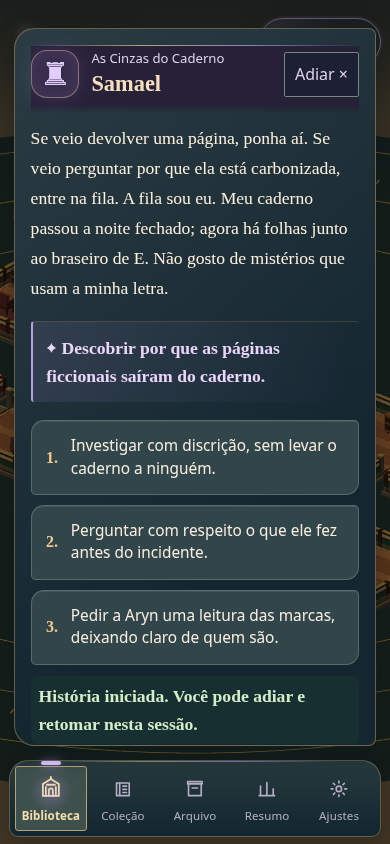 As Cinzas do Caderno
Samael
Adiar ×
Se veio devolver uma página, ponha aí. Se
veio perguntar por que ela está carbonizada,
entre na fila. A fila sou eu. Meu caderno
passou a noite fechado; agora há folhas junto
ao braseiro de E. Não gosto de mistérios que
usam a minha letra.
✦ Descobrir por que as páginas
ficcionais saíram do caderno.
1. Investigar com discrição, sem levar o
caderno a ninguém.
2. Perguntar com respeito o que ele fez
antes do incidente.
3. Pedir a Aryn uma leitura das marcas,
deixando claro de quem são.
História iniciada. Você pode adiar e
retomar nesta sessão.
Biblioteca
Coleção
Arquivo
Resumo
Ajustes